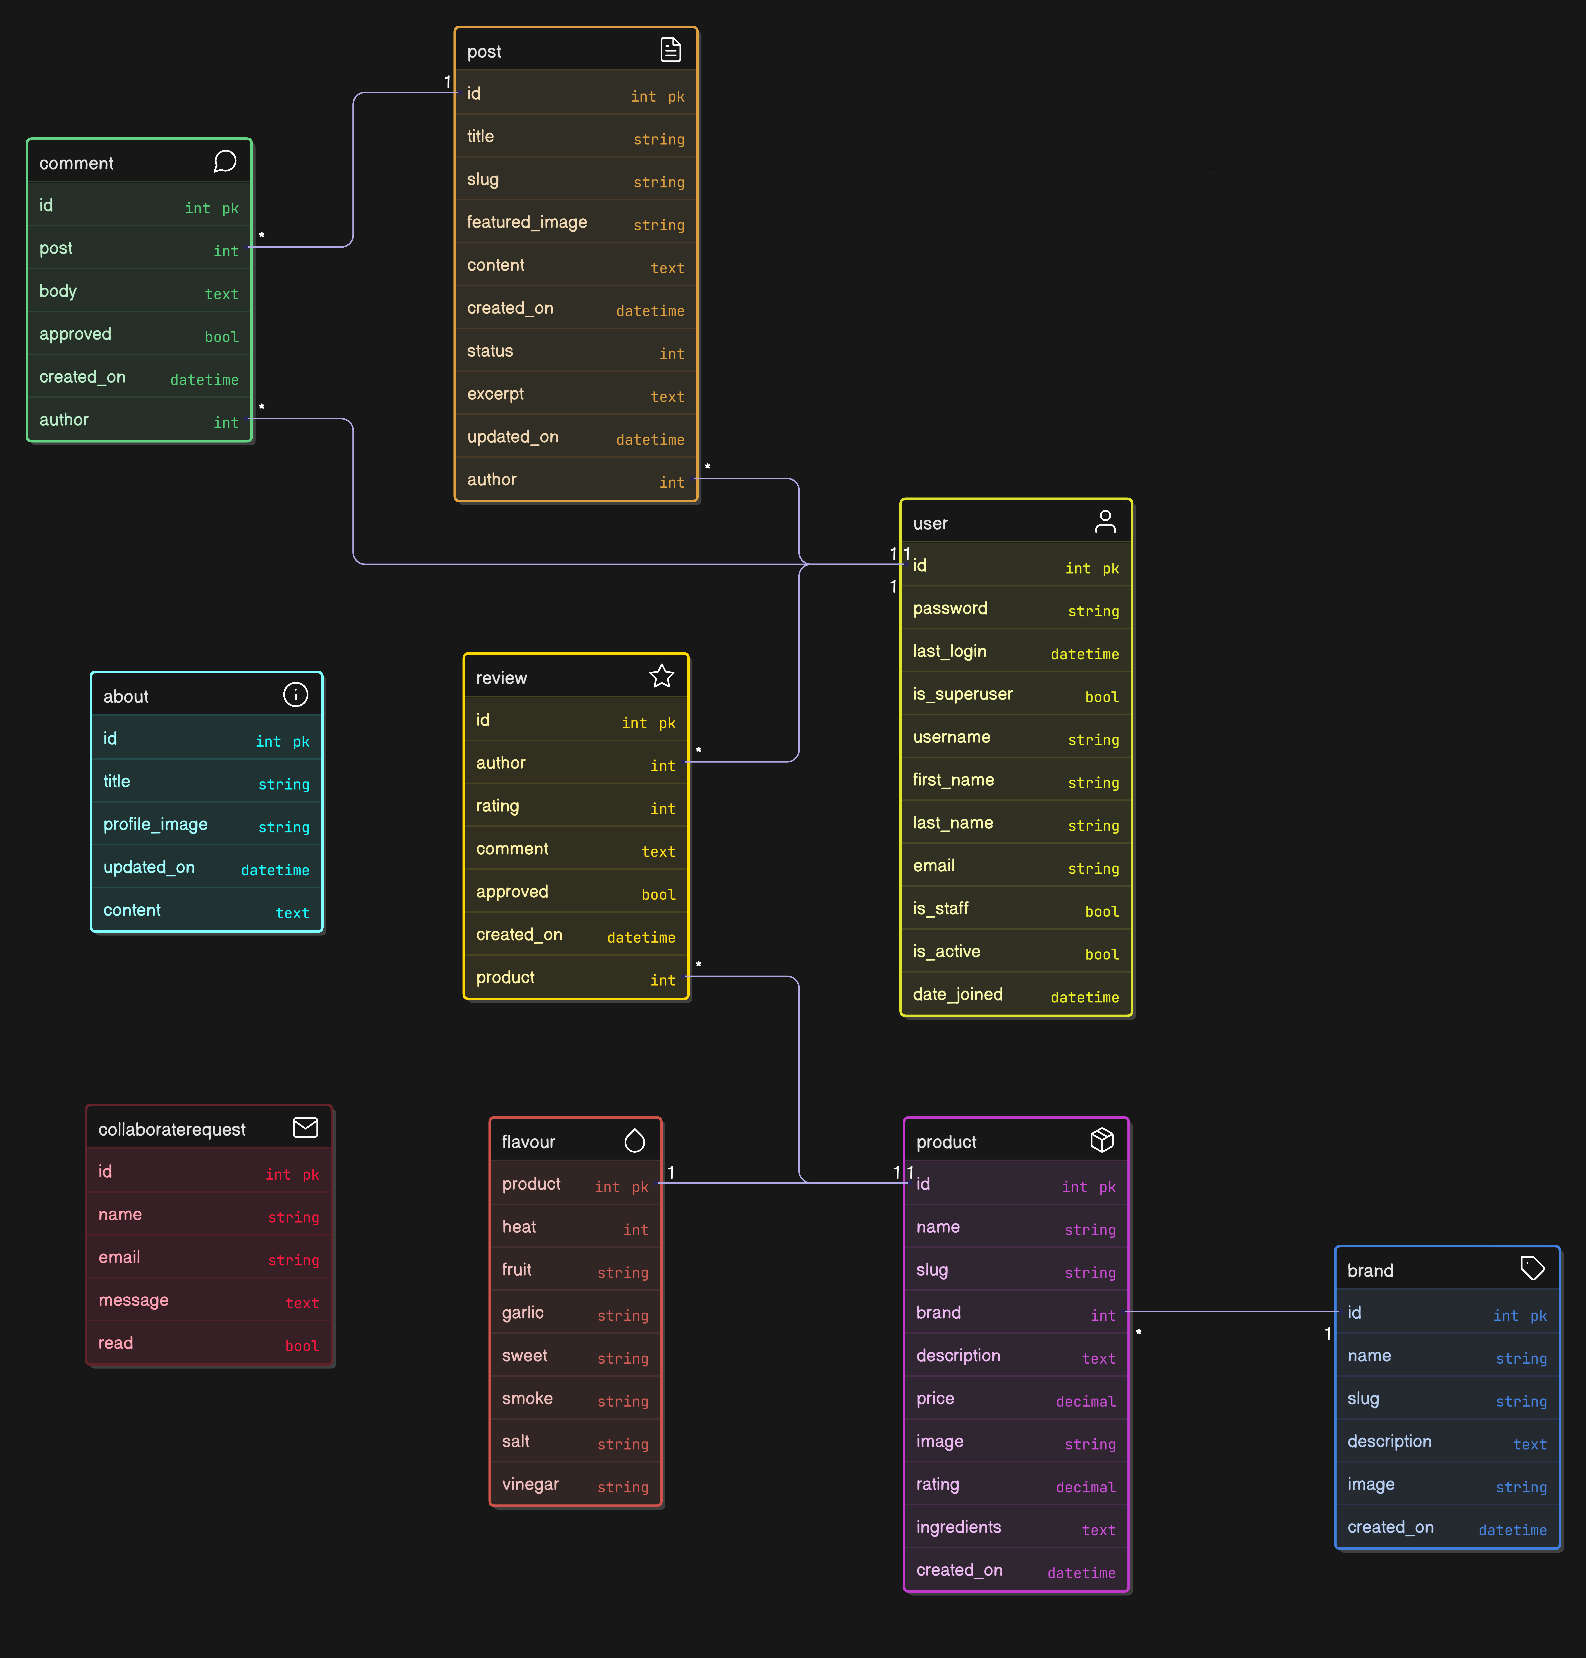 post
1
id int pk
title string
slug string
featured_image string
content text
created_on datetime
status int
excerpt text
updated_on datetime
author int
*
comment
id int pk
post int
*
body text
approved bool
created_on datetime
author int
*
user
1 1
id int pk
1
password string
last_login datetime
is_superuser bool
username string
first_name string
last_name string
email string
is_staff bool
is_active bool
date_joined datetime
about
id int pk
title string
profile_image string
updated_on datetime
content text
review
id int pk
author int
*
rating int
comment text
approved bool
created_on datetime
product int
*
collaboraterequest
id int pk
name string
email string
message text
read bool
flavour
product int pk
1
heat int
fruit string
garlic string
sweet string
smoke string
salt string
vinegar string
product
1 1
id int pk
name string
slug string
brand int
*
description text
price decimal
image string
rating decimal
ingredients text
created_on datetime
brand
id int pk
1
name string
slug string
description text
image string
created_on datetime